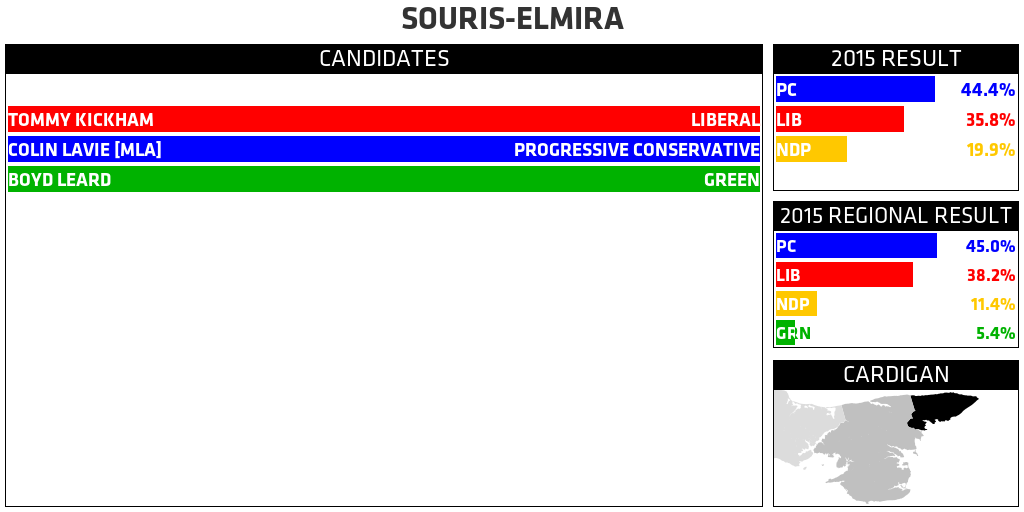 SOURIS-ELMIRA
CANDIDATES
TOMMY KICKHAM LIBERAL
COLIN LAVIE [MLA] PROGRESSIVE CONSERVATIVE
BOYD LEARD GREEN
2015 RESULT
PC 44.4%
LIB 35.8%
NDP 19.9%
2015 REGIONAL RESULT
PC 45.0%
LIB 38.2%
NDP 11.4%
GRN 5.4%
CARDIGAN